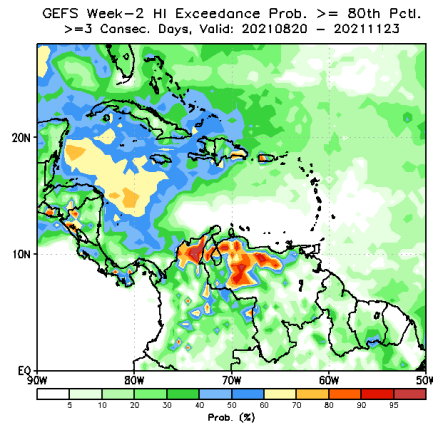 GEFS Week-2 HI Exceedance Prob. >= 80th Pctl.
>=3 Cansec. Days, Valid: 20210820 - 20211123
20N
10N
EQ
90W 80W 70W 60W 50W
5 10 20 30 40 50 60 70 80 90 95
Prob. (%)